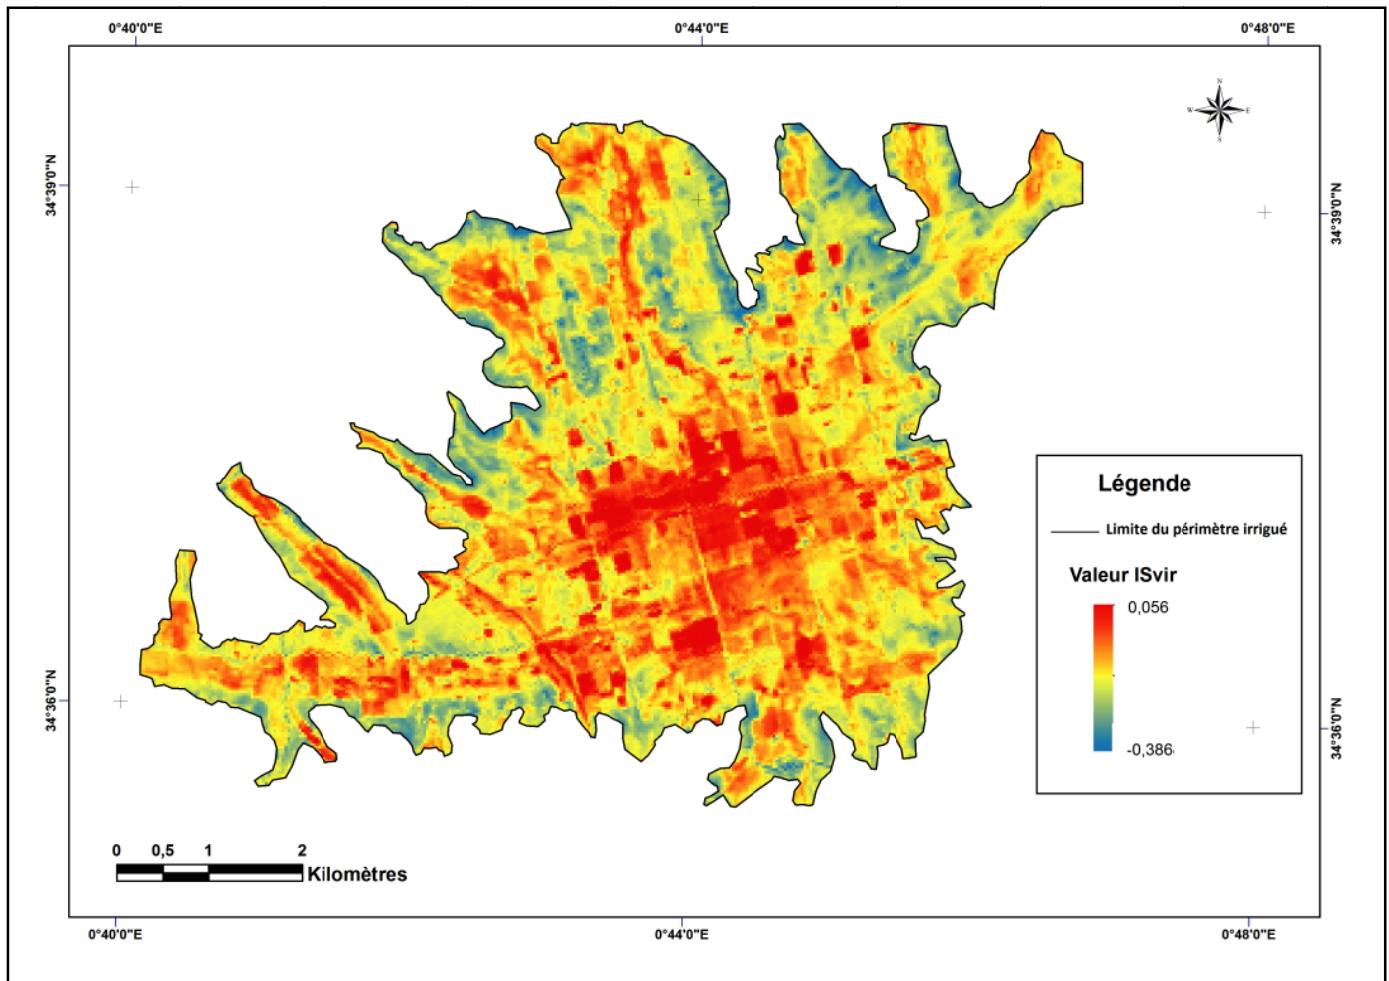 0°40'0"E 0°44'0"E 0°48'0"E
N
W E
S
34°39'0"N
34°39'0"N
Légende
Limite du périmètre irrigué
Valeur ISvir
0,056
-0,386
34°36'0"N
34°36'0"N
0 0,5 1 2
Kilomètres
0°40'0"E 0°44'0"E 0°48'0"E